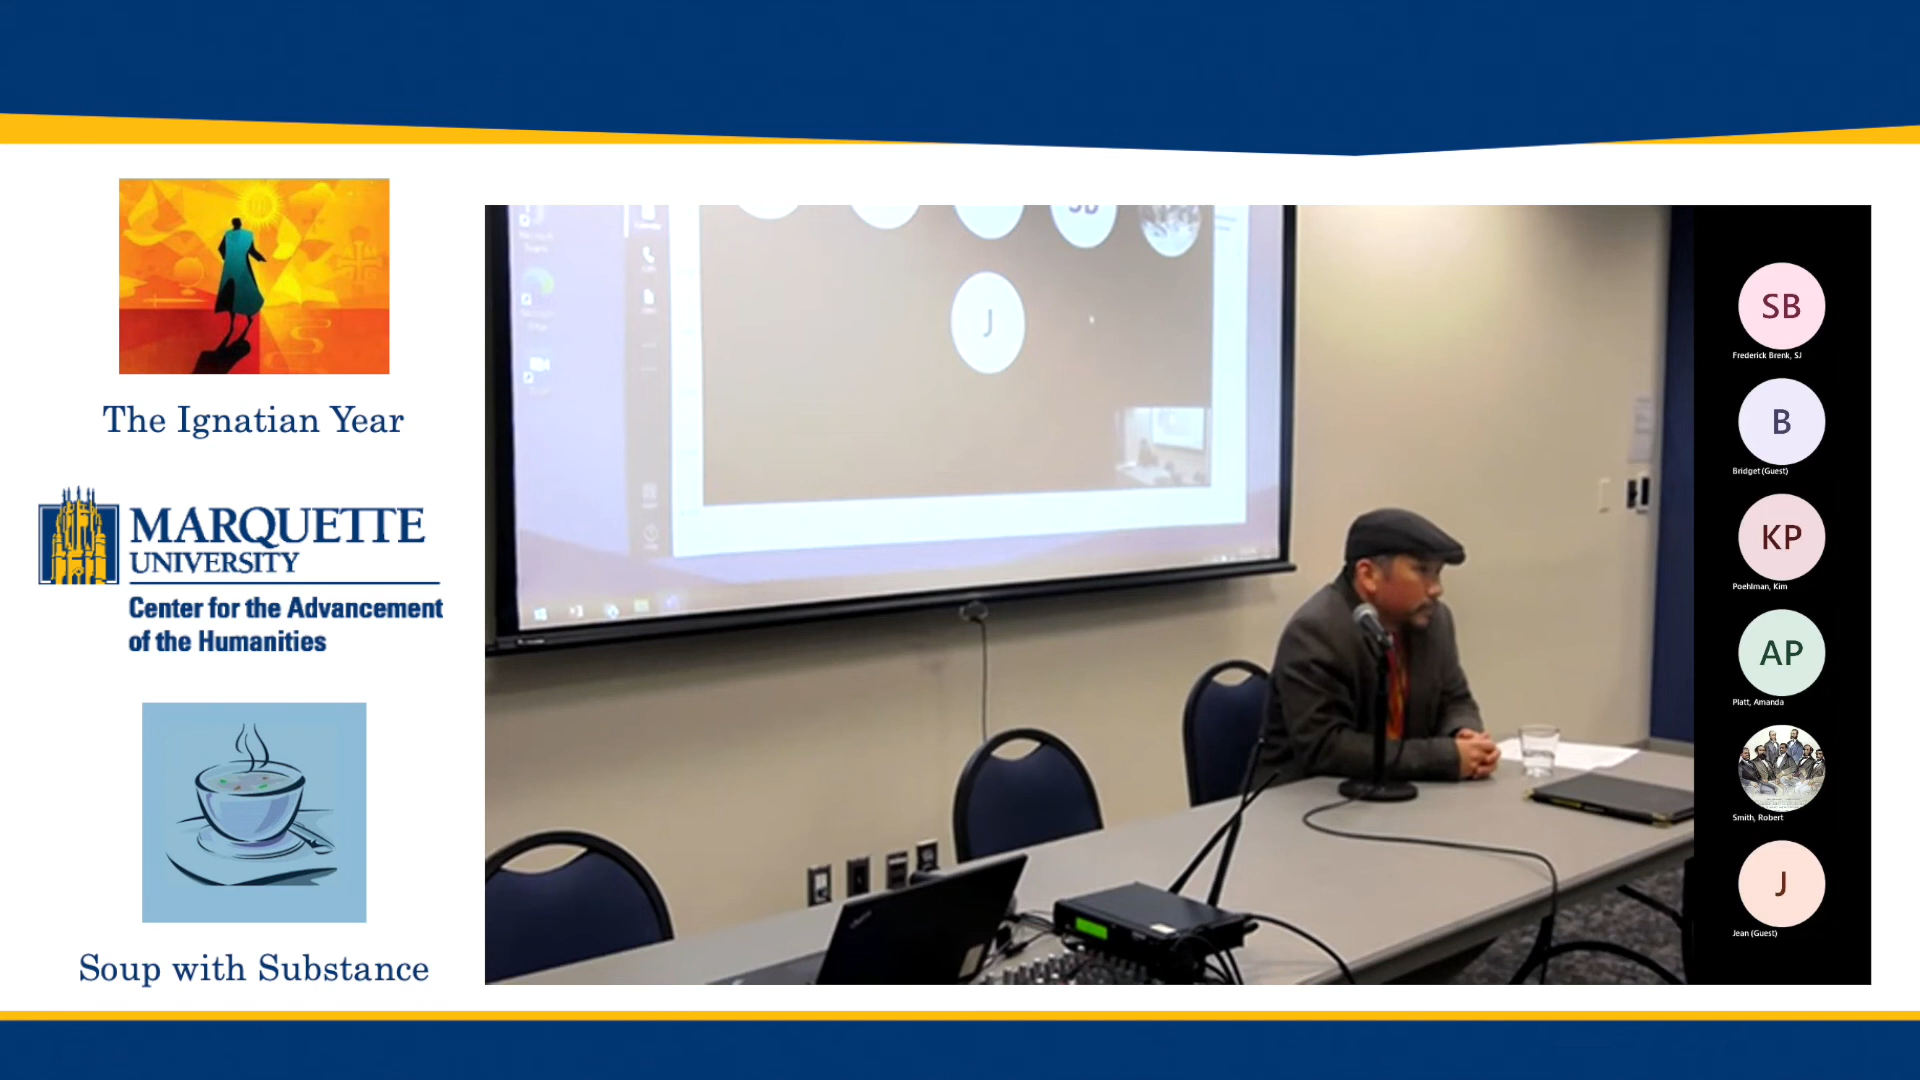 The Ignatian Year
MARQUETTE
UNIVERSITY
Center for the Advancement
of the Humanities
Soup with Substance
SB
J
SB
Frederick Brenk, SJ
B
Bridget (Guest)
KP
Poehlman, Kim
AP
Platt, Amanda
Smith, Robert
J
Jean (Guest)